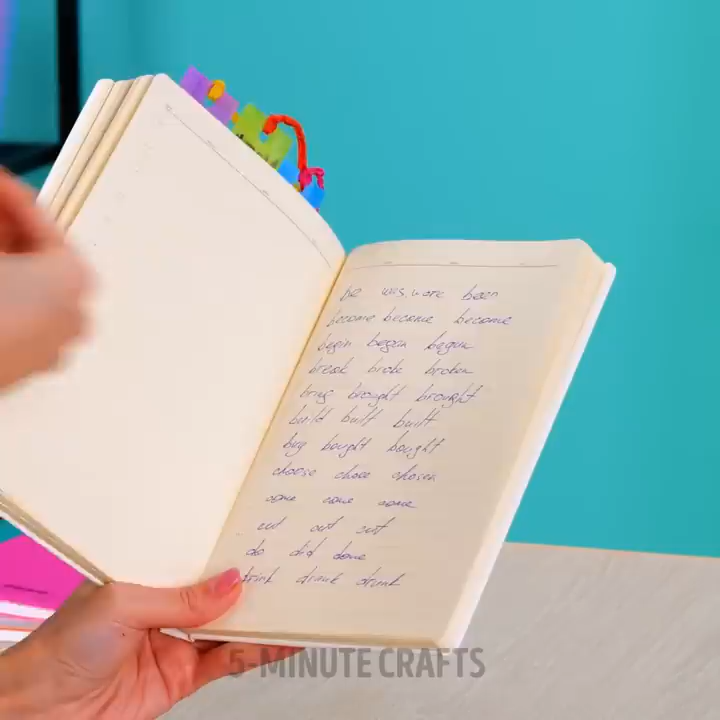 be was, were been
become became become
begin began begun
break broke broken
bring brought brought
build built built
buy bought bought
choose chose chosen
come came come
cut cut cut
do did done
drink drank drunk
5-MINUTE CRAFTS